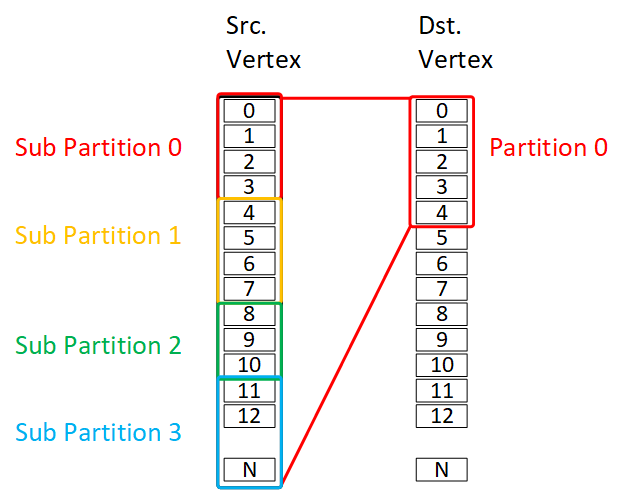 Src.
Vertex
Dst.
Vertex
0
0
1
1
Sub Partition 0
Partition 0
2
2
3
3
4
4
Sub Partition 1
5
5
6
6
7
7
8
8
Sub Partition 2
9
9
10
10
11
11
12
12
Sub Partition 3
N
N